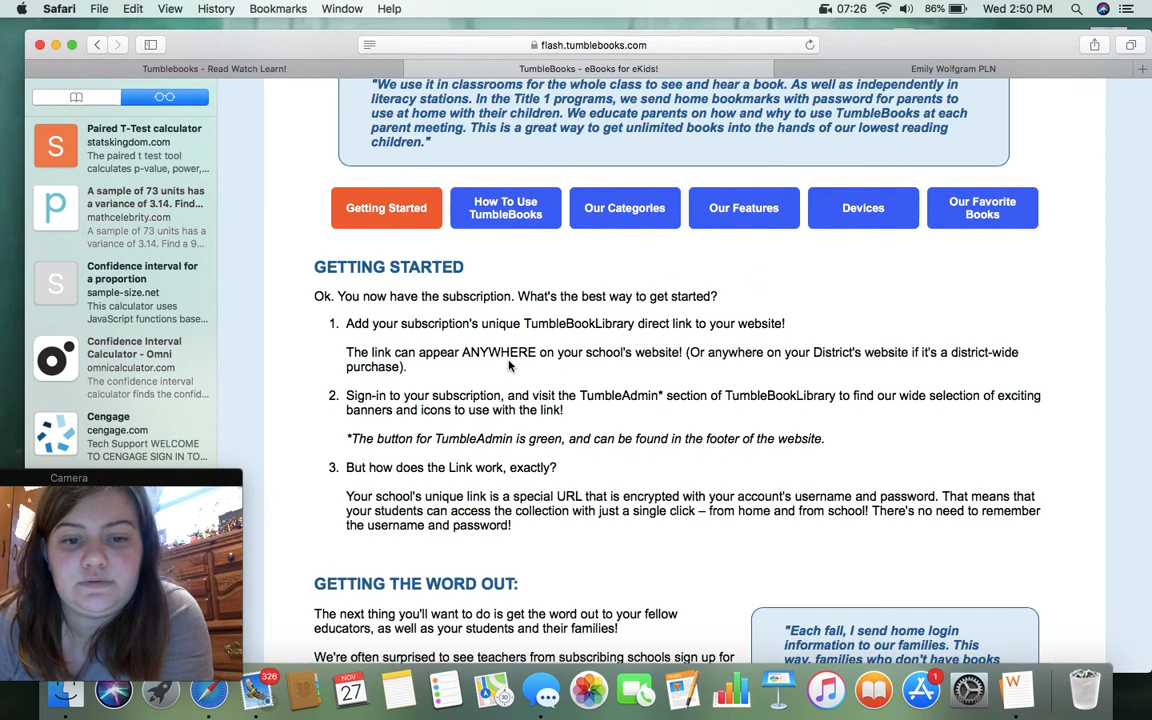 Safari File Edit View History Bookmarks Window Help 07:26 86% Wed 2:50 PM
flash.tumblebooks.com
Tumblebooks - Read Watch Learn! TumbleBooks - eBooks for eKids! Emily Wolfgram PLN
S
Paired T-Test calculator
statskingdom.com
The paired t test tool
calculates p-value, power,...
p
A sample of 73 units has
a variance of 3.14. Find...
mathcelebrity.com
A sample of 73 units has a
variance of 3.14. Find a 9...
S
Confidence interval for
a proportion
sample-size.net
This calculator uses
JavaScript functions base...
Confidence Interval
Calculator - Omni
omnicalculator.com
The confidence interval
calculator finds the confid...
Cengage
cengage.com
Tech Support WELCOME
TO CENGAGE SIGN IN TO...
Camera
"We use it in classrooms for the whole class to see and hear a book. As well as independently in
literacy stations. In the Title 1 programs, we send home bookmarks with password for parents to
use at home with their children. We educate parents on how and why to use TumbleBooks at each
parent meeting. This is a great way to get unlimited books into the hands of our lowest reading
children."
Getting Started
How To Use
TumbleBooks
Our Categories
Our Features
Devices
Our Favorite
Books
GETTING STARTED
Ok. You now have the subscription. What's the best way to get started?
1. Add your subscription's unique TumbleBookLibrary direct link to your website!
The link can appear ANYWHERE on your school's website! (Or anywhere on your District's website if it's a district-wide
purchase).
2. Sign-in to your subscription, and visit the TumbleAdmin* section of TumbleBookLibrary to find our wide selection of exciting
banners and icons to use with the link!
*The button for TumbleAdmin is green, and can be found in the footer of the website.
3. But how does the Link work, exactly?
Your school's unique link is a special URL that is encrypted with your account's username and password. That means that
your students can access the collection with just a single click – from home and from school! There's no need to remember
the username and password!
GETTING THE WORD OUT:
The next thing you'll want to do is get the word out to your fellow
educators, as well as your students and their families!
We're often surprised to see teachers from subscribing schools sign up for
"Each fall, I send home login
information to our families. This
way, families who don't have books
326
NOV
27
1
W